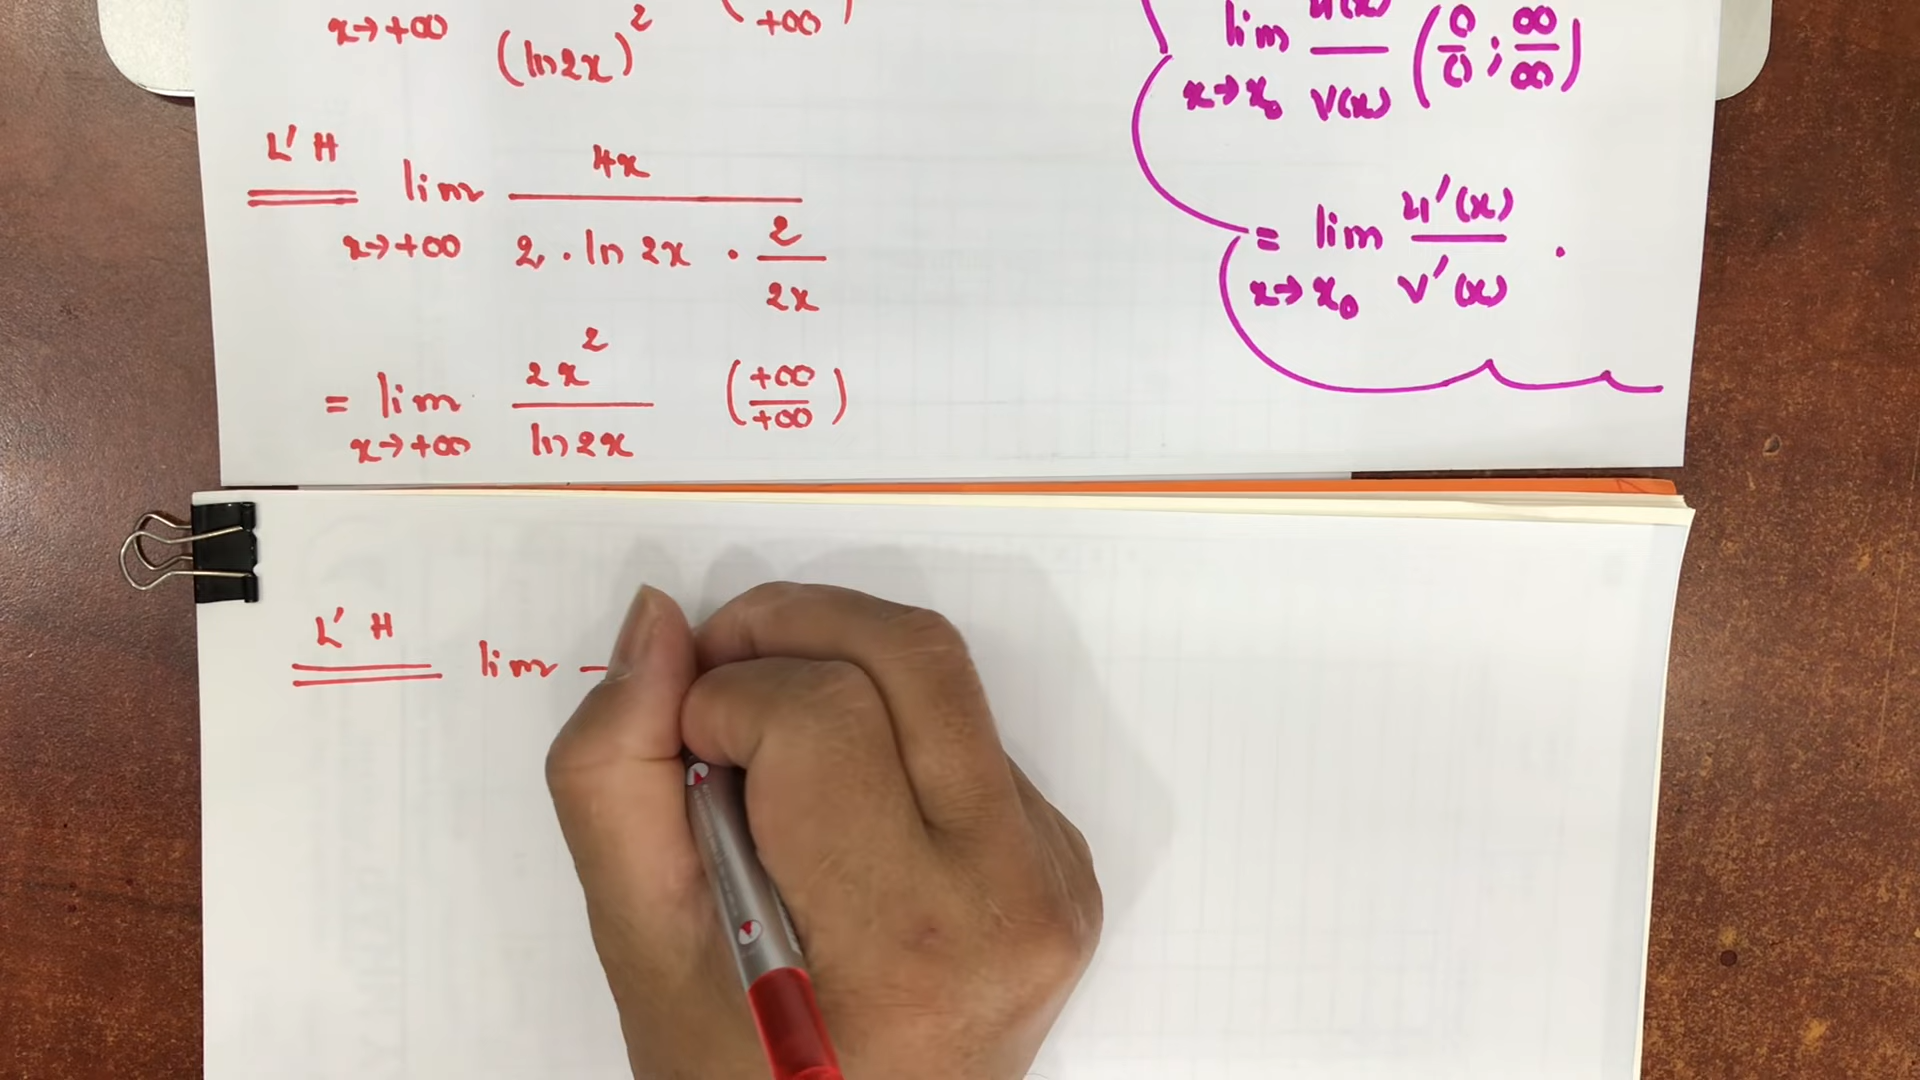 x→+∞ (ln2x)² +∞
L'H lim 4x / 2 · ln 2x · 2/2x
x→+∞
= lim 2x² / ln2x (+∞/+∞)
x→+∞
L'H lim
lim u(x) / v(x) (0/0 ; ∞/∞)
x→x₀
= lim u'(x) / v'(x) .
x→x₀